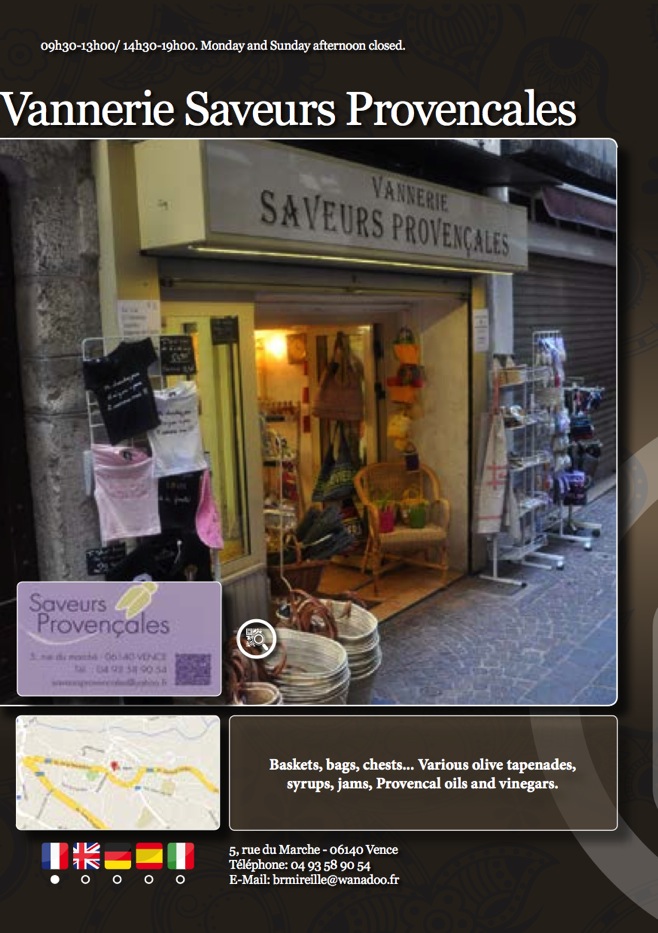 09h30-13h00/ 14h30-19h00. Monday and Sunday afternoon closed.
Vannerie Saveurs Provencales
VANNERIE
SAVEURS PROVENÇALES
Saveurs
Provençales
5, rue du marché - 06140 VENCE
Tél. : 04 93 58 90 54
saveursprovencales@yahoo.fr
Baskets, bags, chests... Various olive tapenades,
syrups, jams, Provencal oils and vinegars.
5, rue du Marche - 06140 Vence
Téléphone: 04 93 58 90 54
E-Mail: brmireille@wanadoo.fr